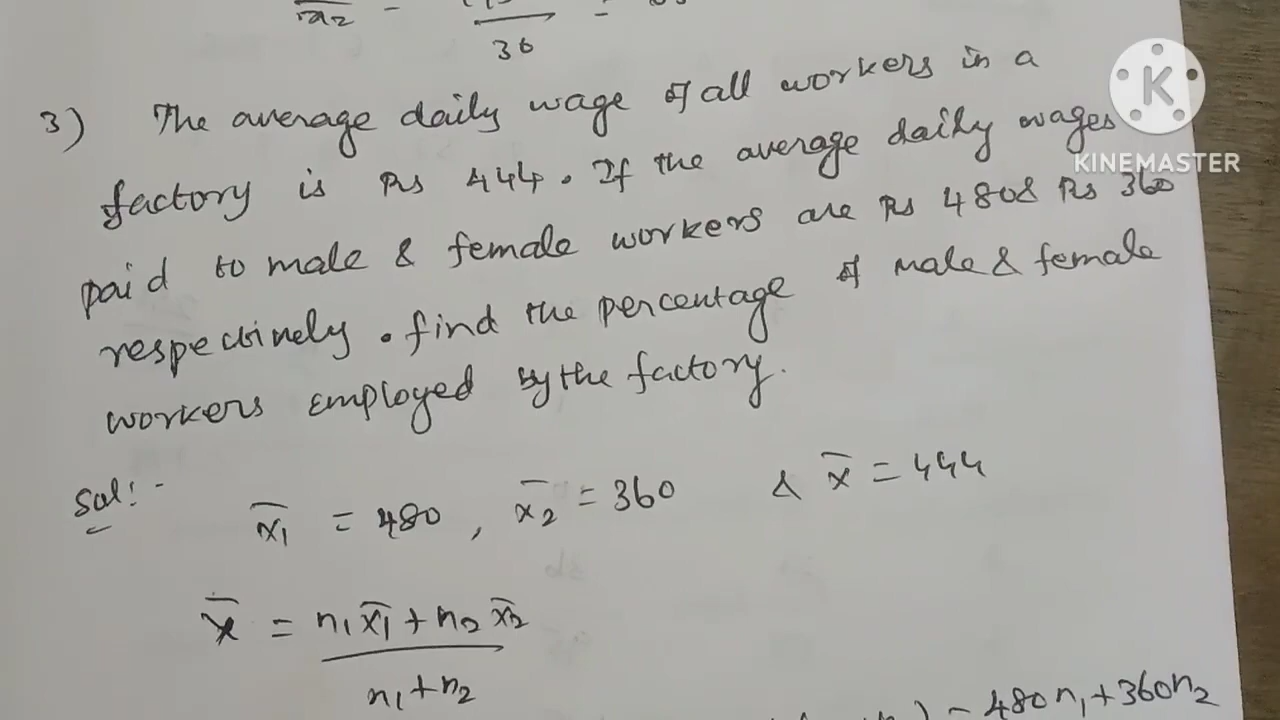 x̄2 - = 
36
3) The average daily wage of all workers in a
factory is Rs 444. If the average daily wages
paid to male & female workers are Rs 480& Rs 360
respectively. find the percentage of male & female
workers employed by the factory.
Sol:-
x̄1 = 480, x̄2 = 360 & x̄ = 444
x̄ = n1x̄1 + n2x̄2
n1+n2
) = 480n1+360n2
K
KINEMASTER